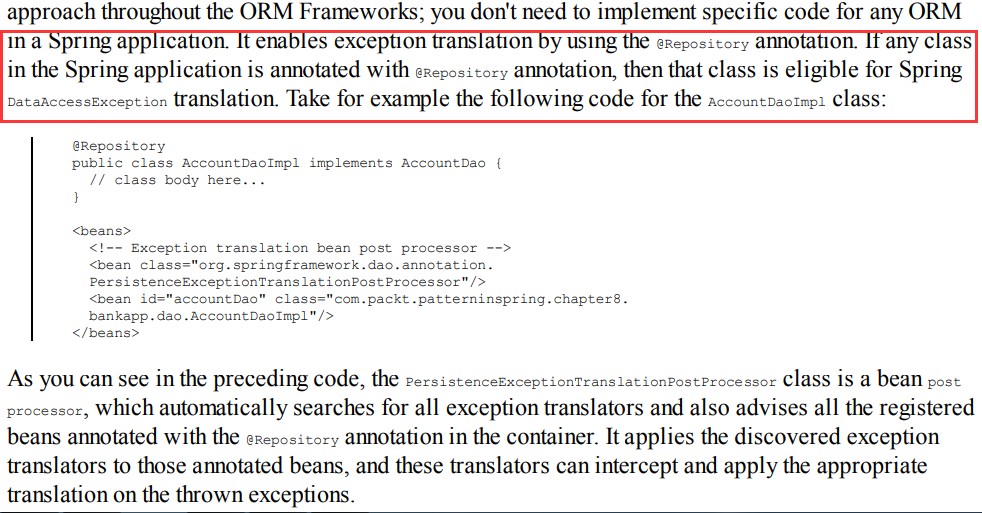 approach throughout the ORM Frameworks; you don't need to implement specific code for any ORM
in a Spring application. It enables exception translation by using the @Repository annotation. If any class
in the Spring application is annotated with @Repository annotation, then that class is eligible for Spring
DataAccessException translation. Take for example the following code for the AccountDaoImpl class:
@Repository
public class AccountDaoImpl implements AccountDao {
// class body here...
}
<beans>
<!-- Exception translation bean post processor -->
<bean class="org.springframework.dao.annotation.
PersistenceExceptionTranslationPostProcessor"/>
<bean id="accountDao" class="com.packt.patterninspring.chapter8.
bankapp.dao.AccountDaoImpl"/>
</beans>
As you can see in the preceding code, the PersistenceExceptionTranslationPostProcessor class is a bean post
processor, which automatically searches for all exception translators and also advises all the registered
beans annotated with the @Repository annotation in the container. It applies the discovered exception
translators to those annotated beans, and these translators can intercept and apply the appropriate
translation on the thrown exceptions.